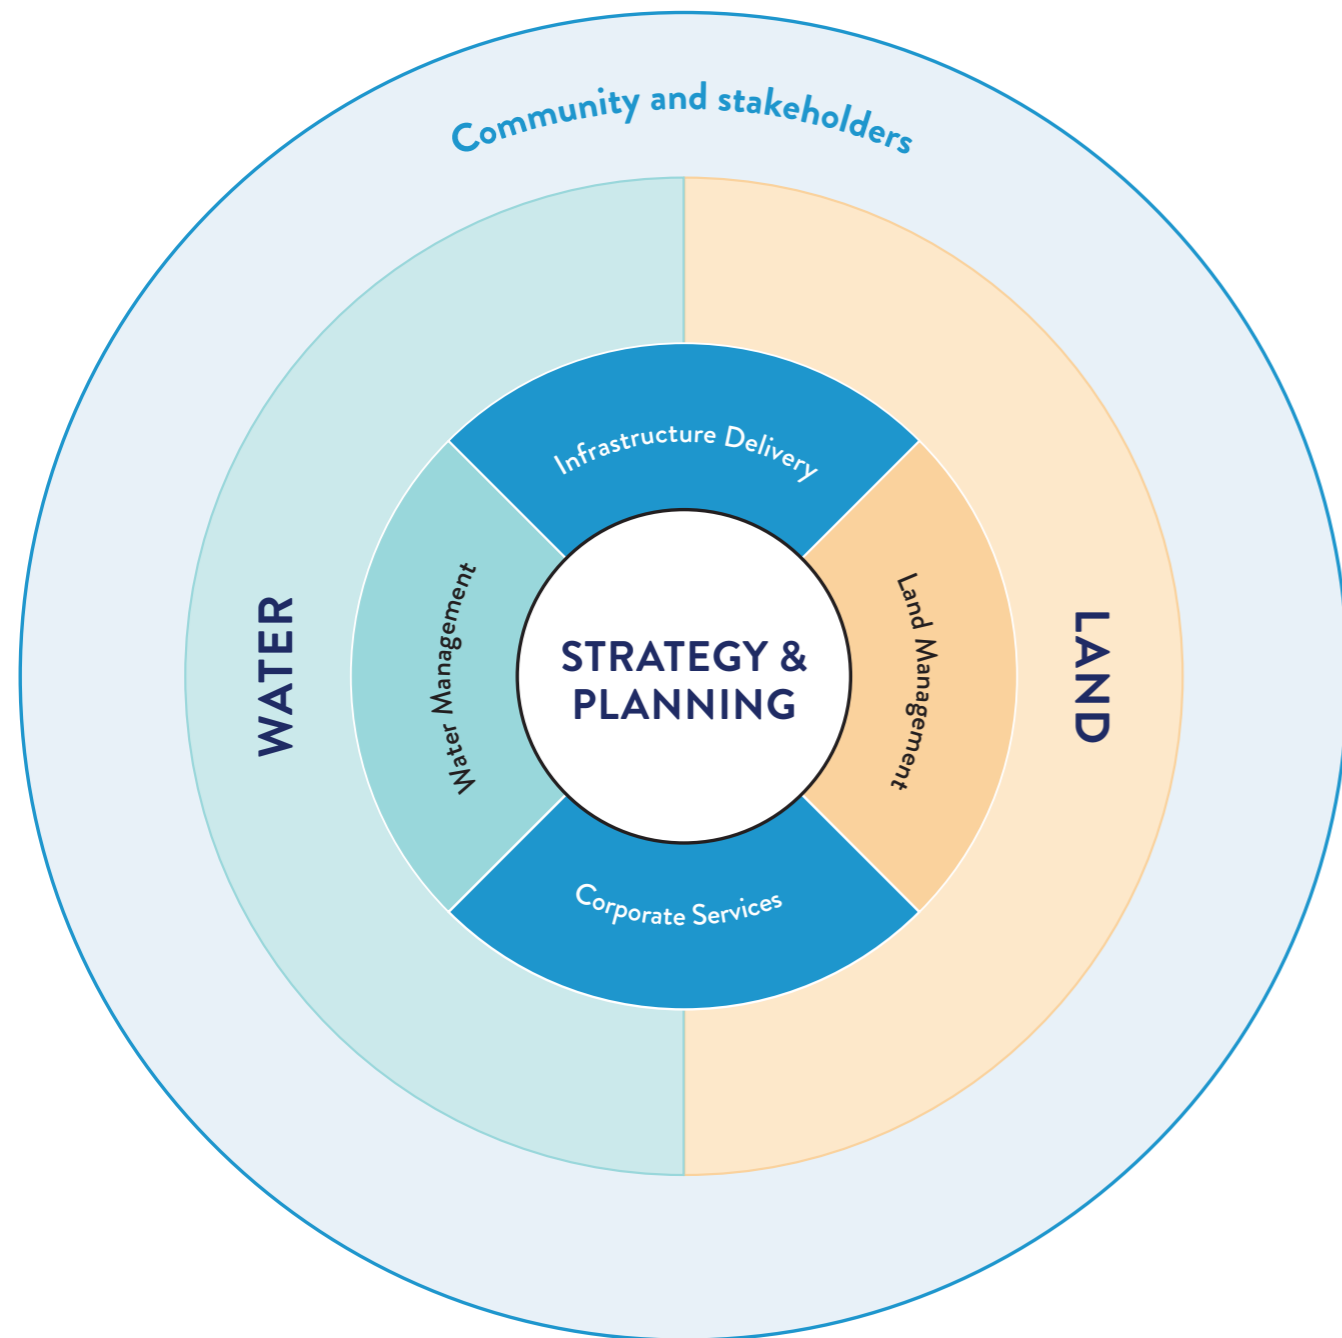 Community and stakeholders
Infrastructure Delivery
WATER
Water Management
STRATEGY &
PLANNING
Land Management
LAND
Corporate Services